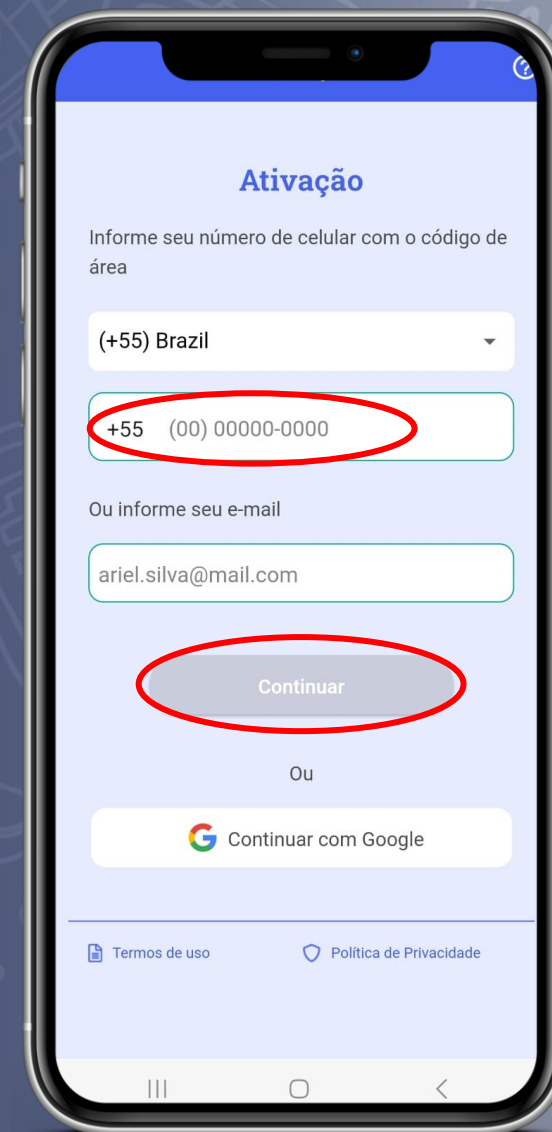 Ativação
Informe seu número de celular com o código de
área
(+55) Brazil
+55 (00) 00000-0000
Ou informe seu e-mail
ariel.silva@mail.com
Continuar
Ou
Continuar com Google
Termos de uso Política de Privacidade